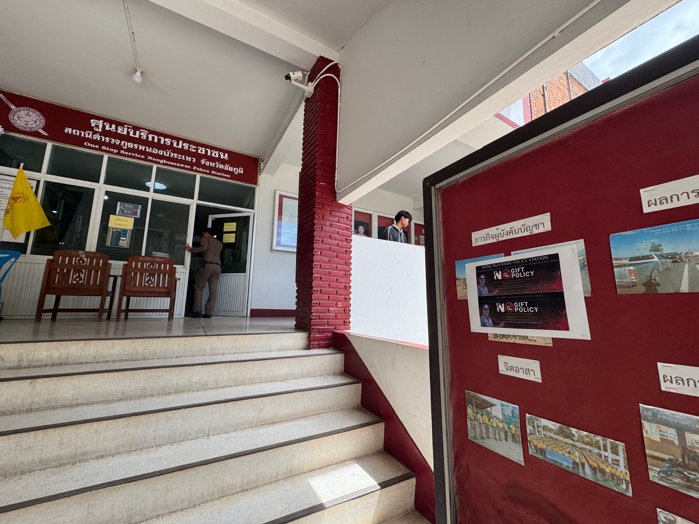 ศูนย์บริการประชาชน
สถานีตำรวจภูธรหนองบัวระเหว จังหวัดชัยภูมิ
One Stop Service Nongbuarawae Police Station
ภารกิจผู้บังคับบัญชา
POLICE STATION
NO GIFT POLICY
NO GIFT POLICY
จิตอาสา
ผลการ
ผลการ